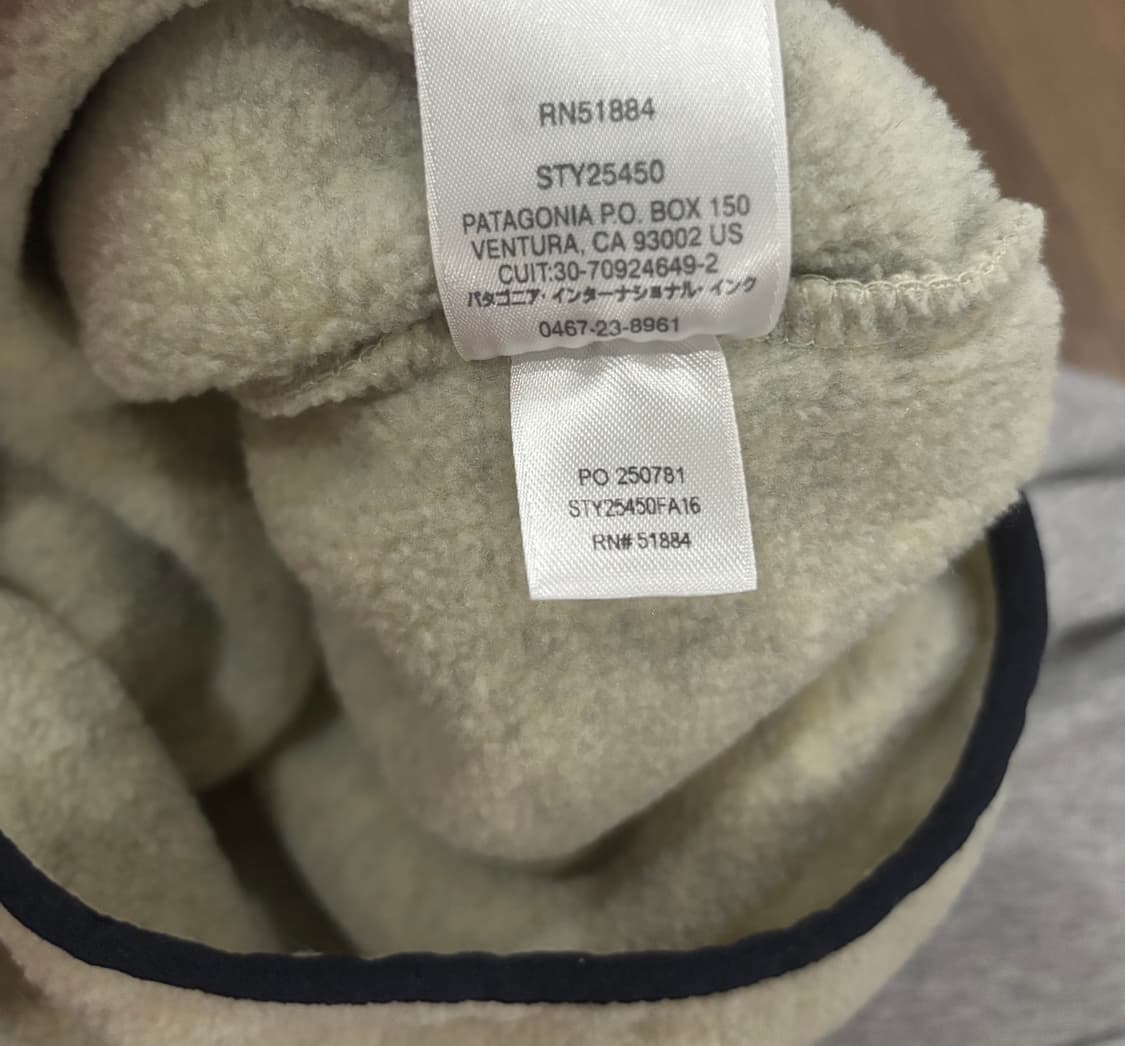 RN51884
STY25450
PATAGONIA P.O. BOX 150
VENTURA, CA 93002 US
CUIT:30-70924649-2
パタゴニア・インターナショナル・インク
0467-23-8961
PO 250781
STY25450FA16
RN# 51884